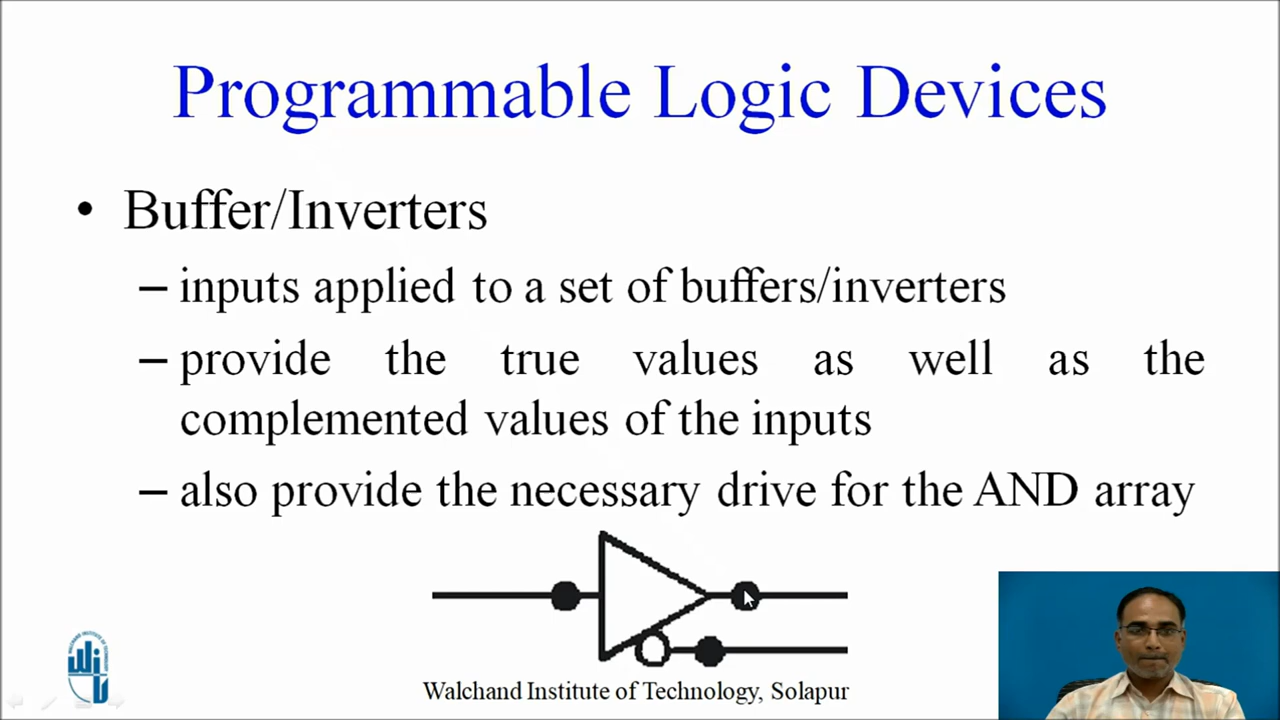 Programmable Logic Devices
• Buffer/Inverters
– inputs applied to a set of buffers/inverters
– provide the true values as well as the
complemented values of the inputs
– also provide the necessary drive for the AND array
Walchand Institute of Technology, Solapur